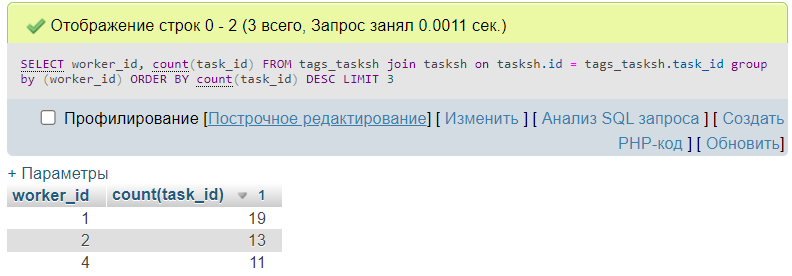 Отображение строк 0 - 2 (3 всего, Запрос занял 0.0011 сек.)
SELECT worker_id, count(task_id) FROM tags_tasksh join tasksh on tasksh.id = tags_tasksh.task_id group
by (worker_id) ORDER BY count(task_id) DESC LIMIT 3
Профилирование [Построчное редактирование] [ Изменить ] [ Анализ SQL запроса ] [ Создать
PHP-код ] [ Обновить]
+ Параметры
worker_id count(task_id) 1
1 19
2 13
4 11